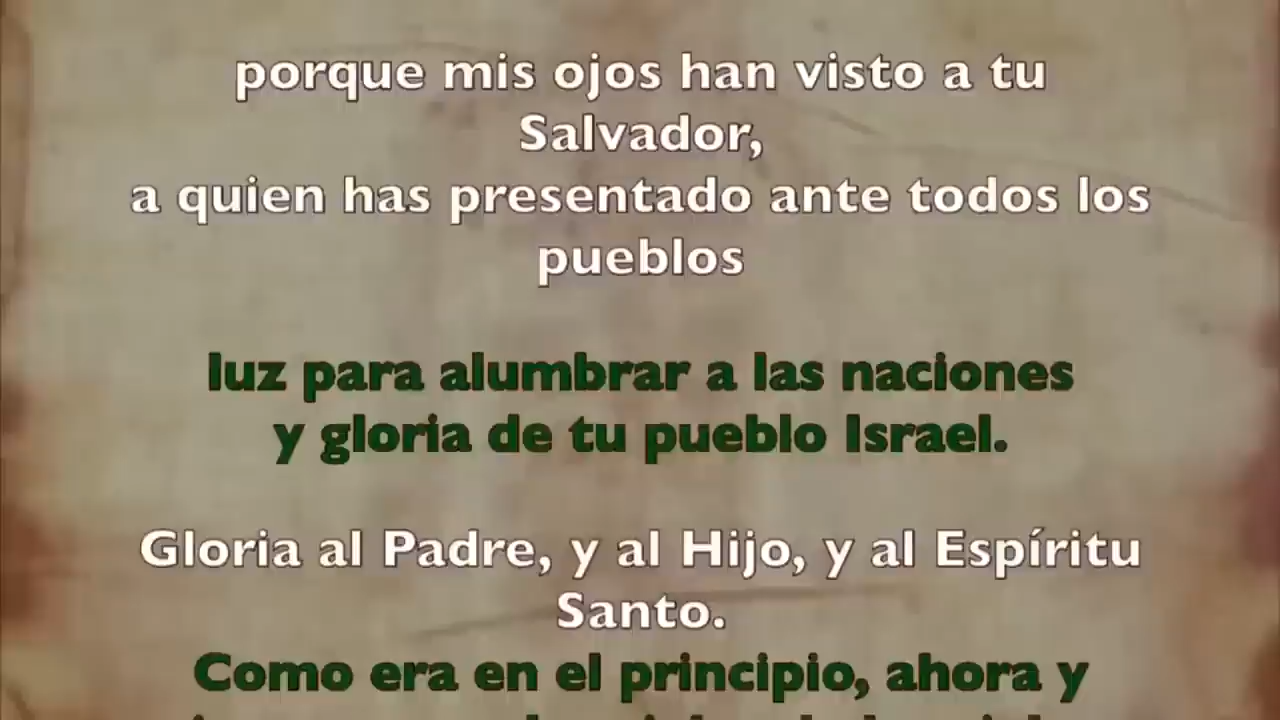 porque mis ojos han visto a tu
Salvador,
a quien has presentado ante todos los
pueblos
luz para alumbrar a las naciones
y gloria de tu pueblo Israel.
Gloria al Padre, y al Hijo, y al Espíritu
Santo.
Como era en el principio, ahora y